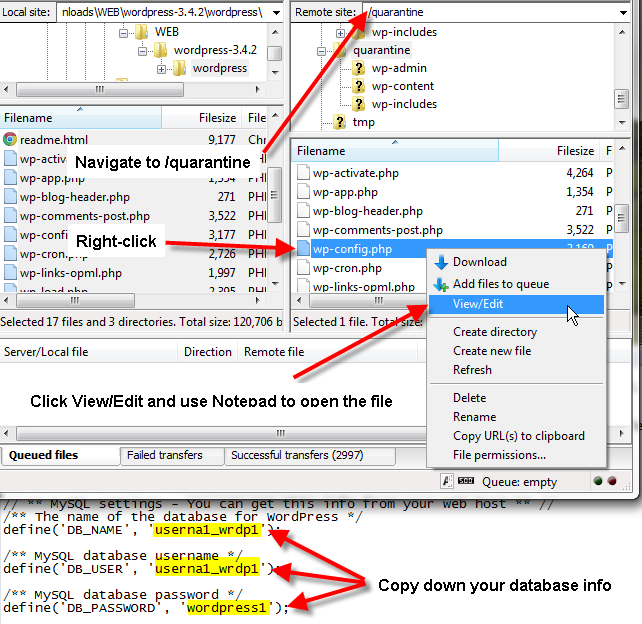 Local site: nloads\WEB\wordpress-3.4.2\wordpress\
WEB
wordpress-3.4.2
wordpress
Filename Filesize File
readme.html 9,177 Chr
wp-activ
wp-app.php 1,354 PHI
wp-blog-header.php 271 PHI
wp-comments-post.php 3,522 PHI
wp-confi 3,177 PHI
wp-cron. 2,726 PHI
wp-links-opml.php 1,997 PHI
wp-load.php 2,395 PHI
Selected 17 files and 3 directories. Total size: 120,706 b
Remote site: /quarantine
wp-includes
quarantine
wp-admin
wp-content
wp-includes
tmp
Filename Filesize F
wp-activate.php 4,264 P
wp-app.php 1,354 P
wp-blog-header.php 271 P
wp-comments-post.php 3,522 P
wp-config.php 3,160 P
wp-cron.php
wp-links-opml.php
Selected 1 file. Total size:
Navigate to /quarantine
Right-click
Download
Add files to queue
View/Edit
Create directory
Create new file
Refresh
Delete
Rename
Copy URL(s) to clipboard
File permissions...
Server/Local file Direction Remote file
Click View/Edit and use Notepad to open the file
Queued files Failed transfers Successful transfers (2997)
Queue: empty
// ** MySQL settings - You can get this info from your web host ** //
/** The name of the database for WordPress */
define('DB_NAME', 'userna1_wrdp1');
/** MySQL database username */
define('DB_USER', 'userna1_wrdp1');
/** MySQL database password */
define('DB_PASSWORD', 'wordpress1');
Copy down your database info